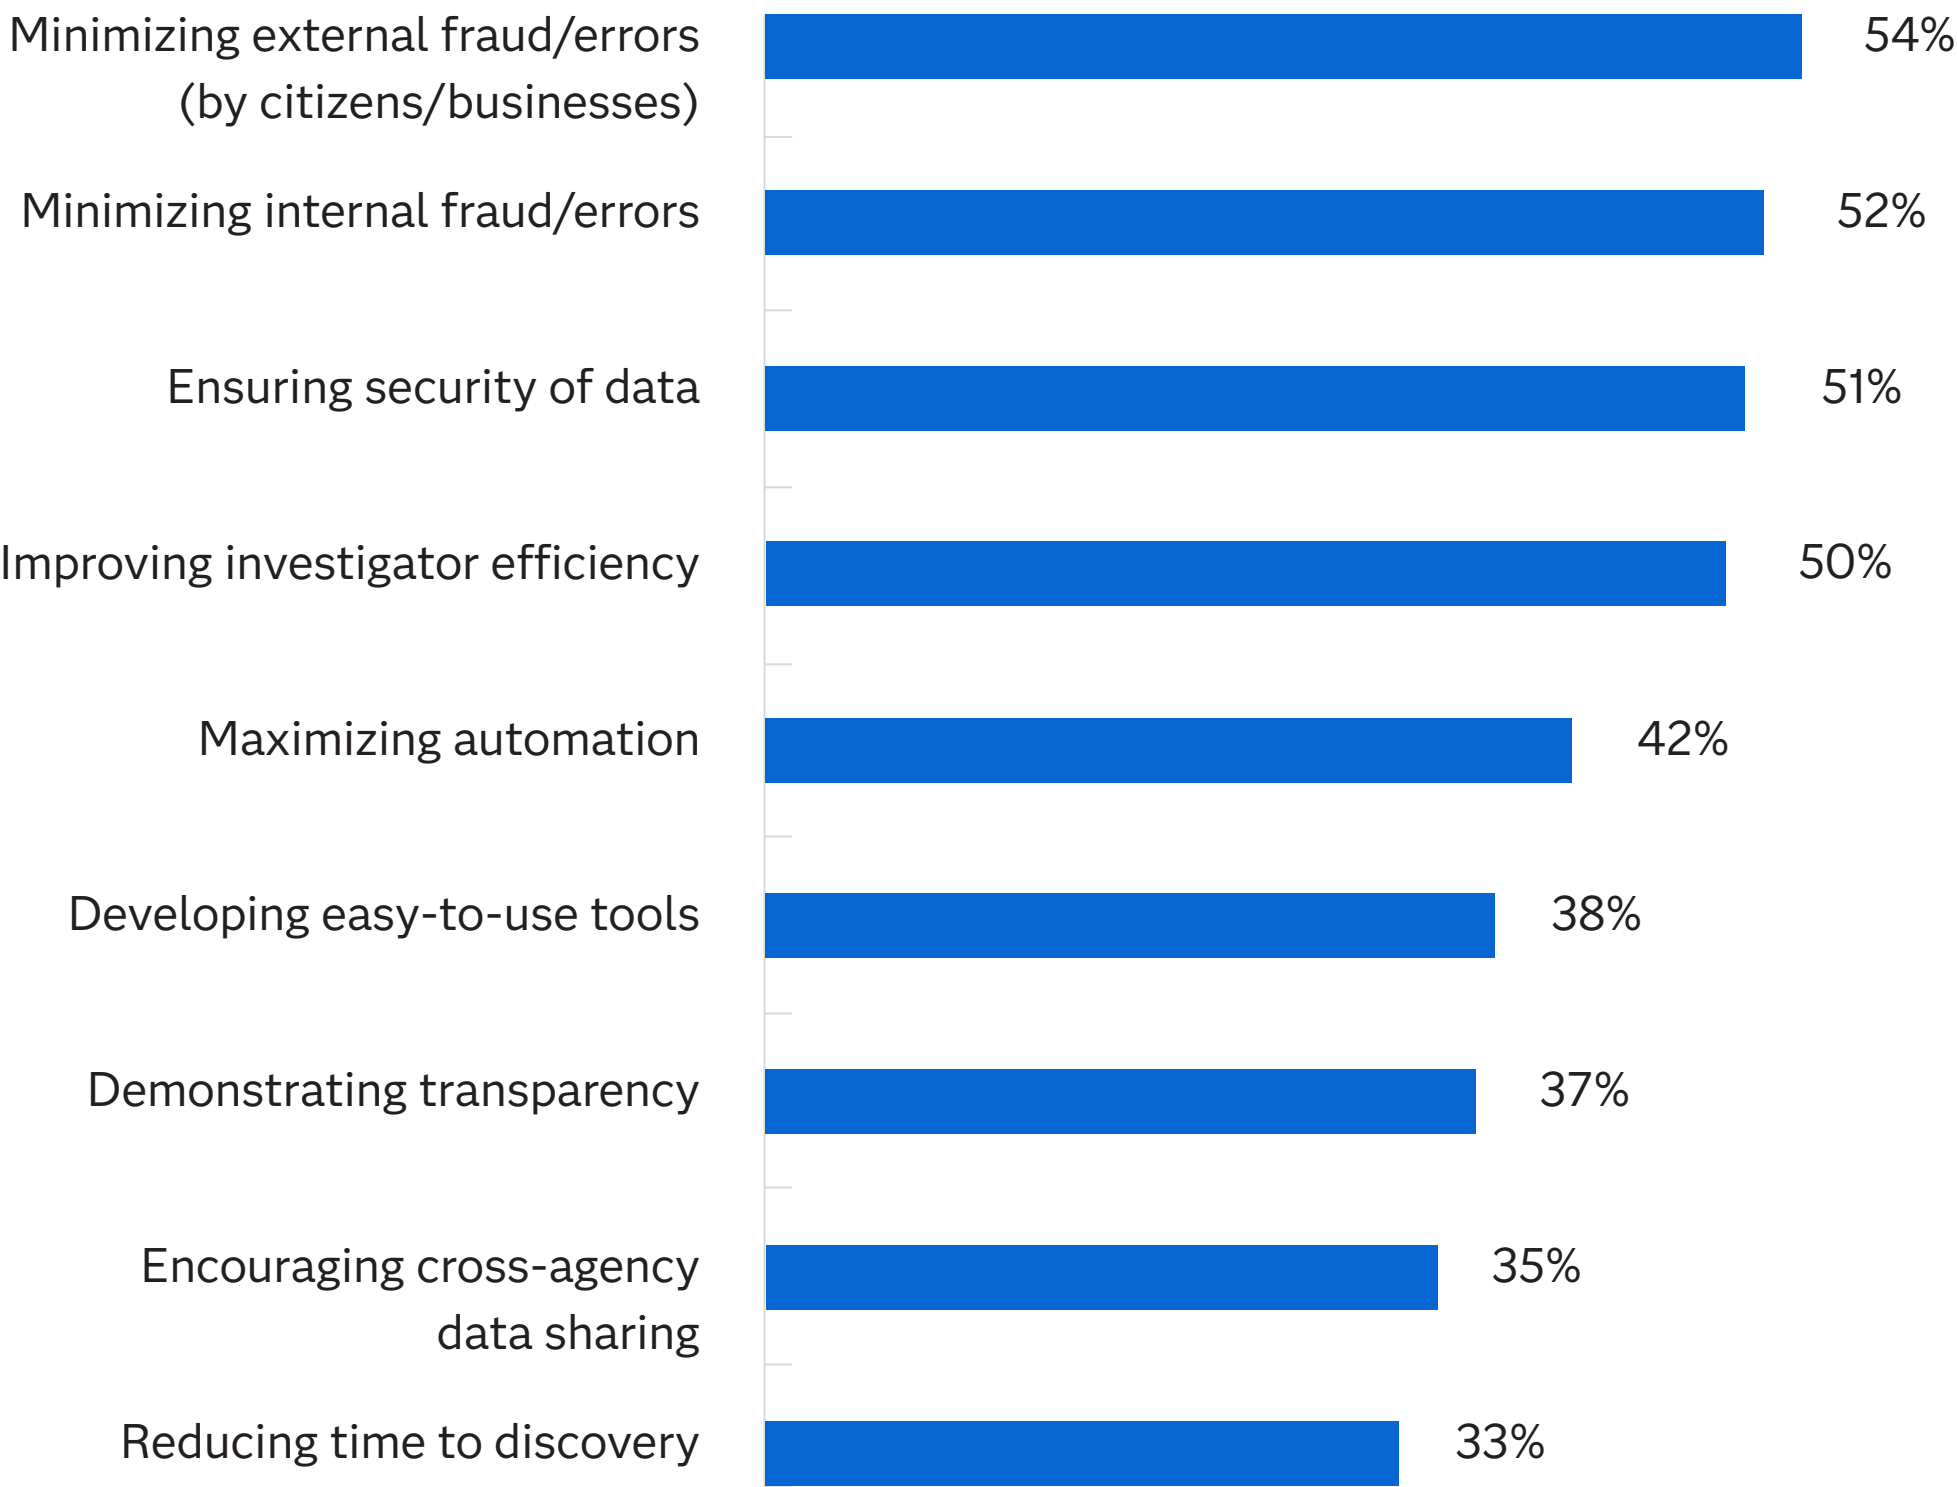 Minimizing external fraud/errors 54%
(by citizens/businesses)
Minimizing internal fraud/errors 52%
Ensuring security of data 51%
Improving investigator efficiency 50%
Maximizing automation 42%
Developing easy-to-use tools 38%
Demonstrating transparency 37%
Encouraging cross-agency 35%
data sharing
Reducing time to discovery 33%